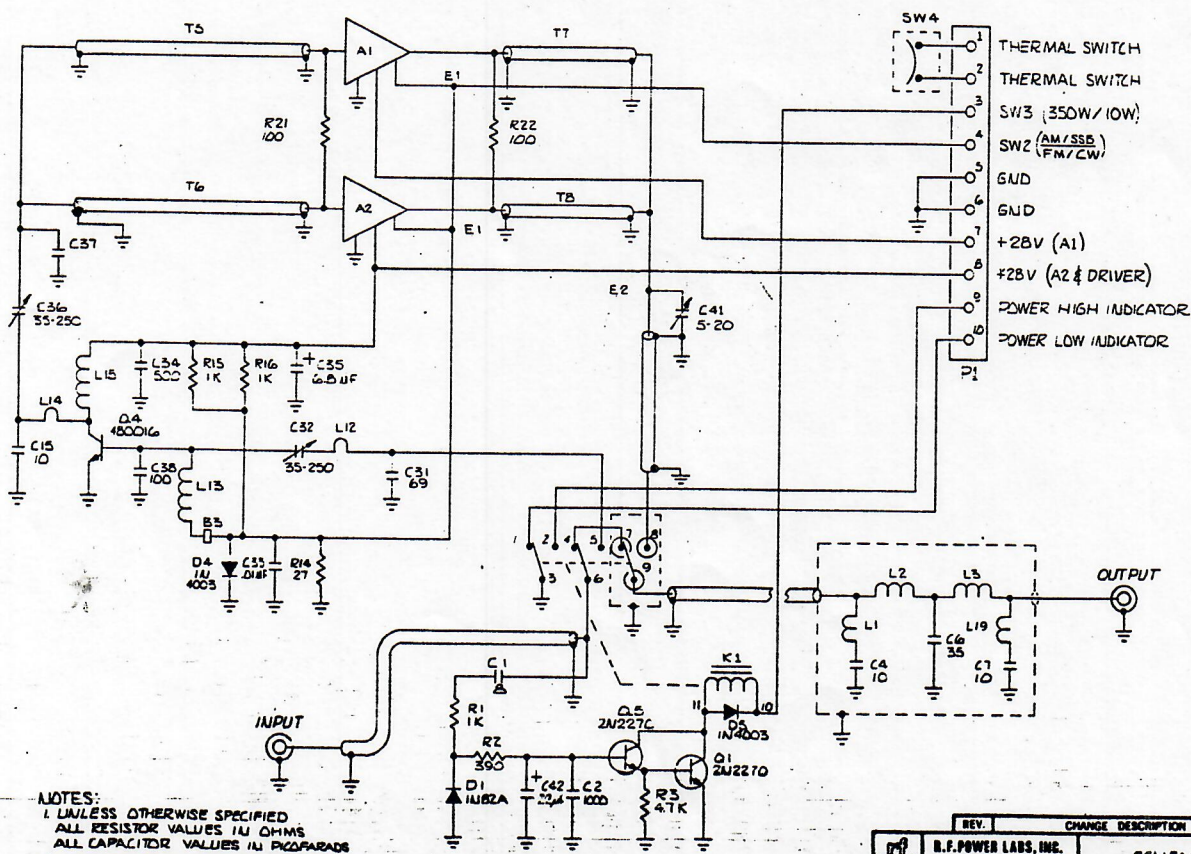 T5
A1
T7
SW4
1
THERMAL SWITCH
2
THERMAL SWITCH
3
SW3 (350W/10W)
4
SW2 (AM/SSB
FM/CW)
5
GND
6
GND
7
+28V (A1)
8
+28V (A2 & DRIVER)
9
POWER HIGH INDICATOR
10
POWER LOW INDICATOR
P1
E1
R21
100
R22
100
T6
A2
T8
E1
C37
C36
35-250
E2
C41
5-20
L15
C34
500
R15
1K
R16
1K
+
C35
L14
Q4
C15
10
C38
100
C32
35-250
L12
C31
69
L13
B3
D4
1N
4003
R14
27
1
2
3
4
5
6
7
8
9
L2
L3
OUTPUT
L1
C4
10
C6
35
L19
C7
10
C1
K1
11
10
D5
1N4003
R1
1K
Q5
R2
390
INPUT
D1
1N82A
+
C42
C2
1000
R3
4.7K
Q1
2N2270
NOTES:
1. UNLESS OTHERWISE SPECIFIED
ALL RESISTOR VALUES IN OHMS
ALL CAPACITOR VALUES IN PICOFARADS
REV.
CHANGE DESCRIPTION
R.F.POWER LABS, INC.